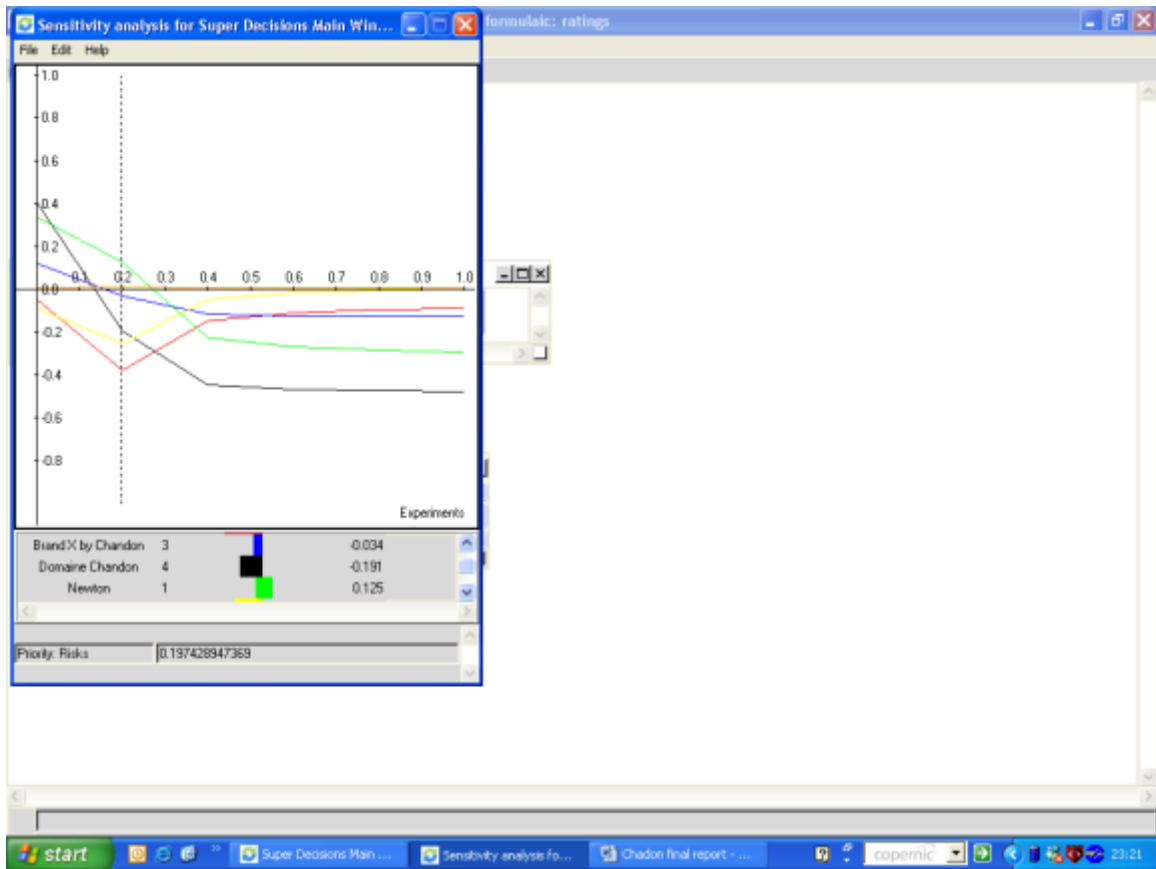 Sensitivity analysis for Super Decisions Main Win...
formulaic: ratings
File Edit Help
1.0
0.8
0.6
0.4
0.2
0.1 0.2 0.3 0.4 0.5 0.6 0.7 0.8 0.9 1.0
0.0
-0.2
-0.4
-0.6
-0.8
Experiments
Brand X by Chandon 3 -0.034
Domaine Chandon 4 -0.191
Newton 1 0.125
Priority: Risks 0.197428947369
start Super Decisions Main ... Sensitivity analysis fo... Chadon final report - ... copernic 23:21